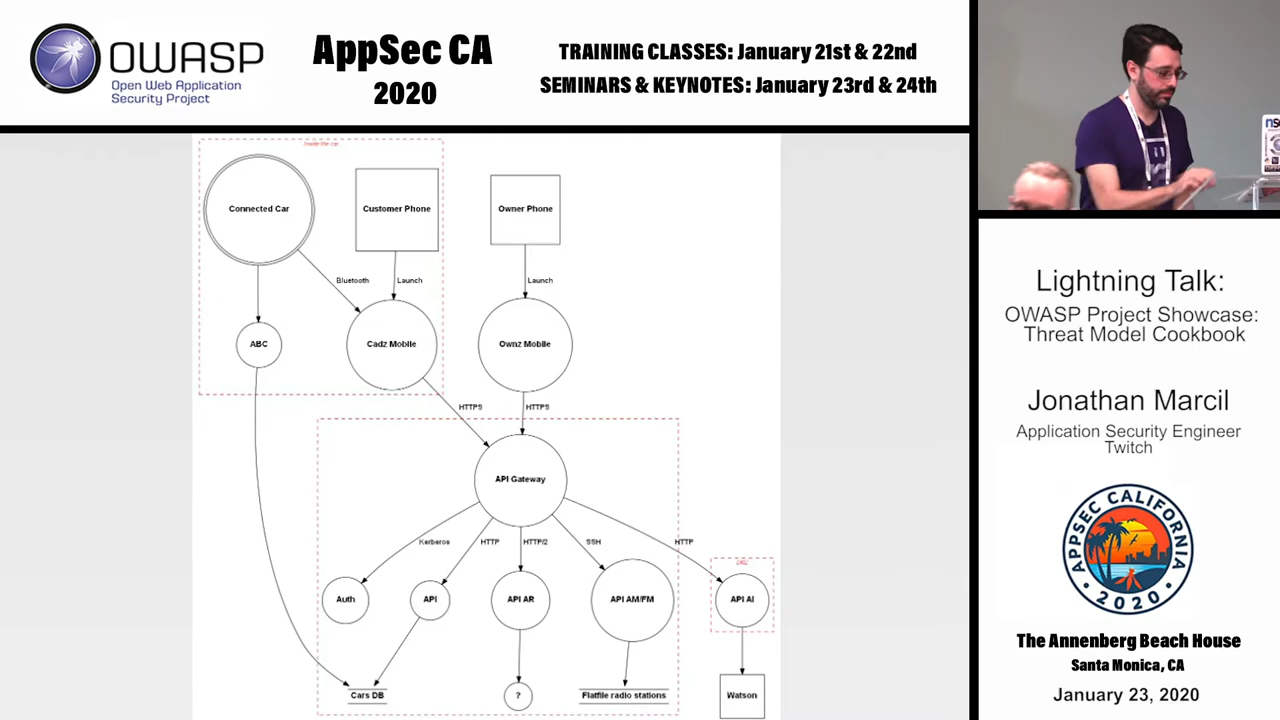 OWASP
Open Web Application
Security Project
AppSec CA
2020
TRAINING CLASSES: January 21st & 22nd
SEMINARS & KEYNOTES: January 23rd & 24th
Inside the car
Connected Car
Customer Phone
Owner Phone
Bluetooth
Launch
Launch
ABC
Cadz Mobile
Ownz Mobile
HTTPS
HTTPS
API Gateway
Kerberos
HTTP
HTTP/2
SSH
HTTP
Auth
API
API AR
API AM/FM
API AI
Cars DB
?
Flatfile radio stations
Watson
Lightning Talk:
OWASP Project Showcase:
Threat Model Cookbook
Jonathan Marcil
Application Security Engineer
Twitch
APPSEC CALIFORNIA
2020
The Annenberg Beach House
Santa Monica, CA
January 23, 2020